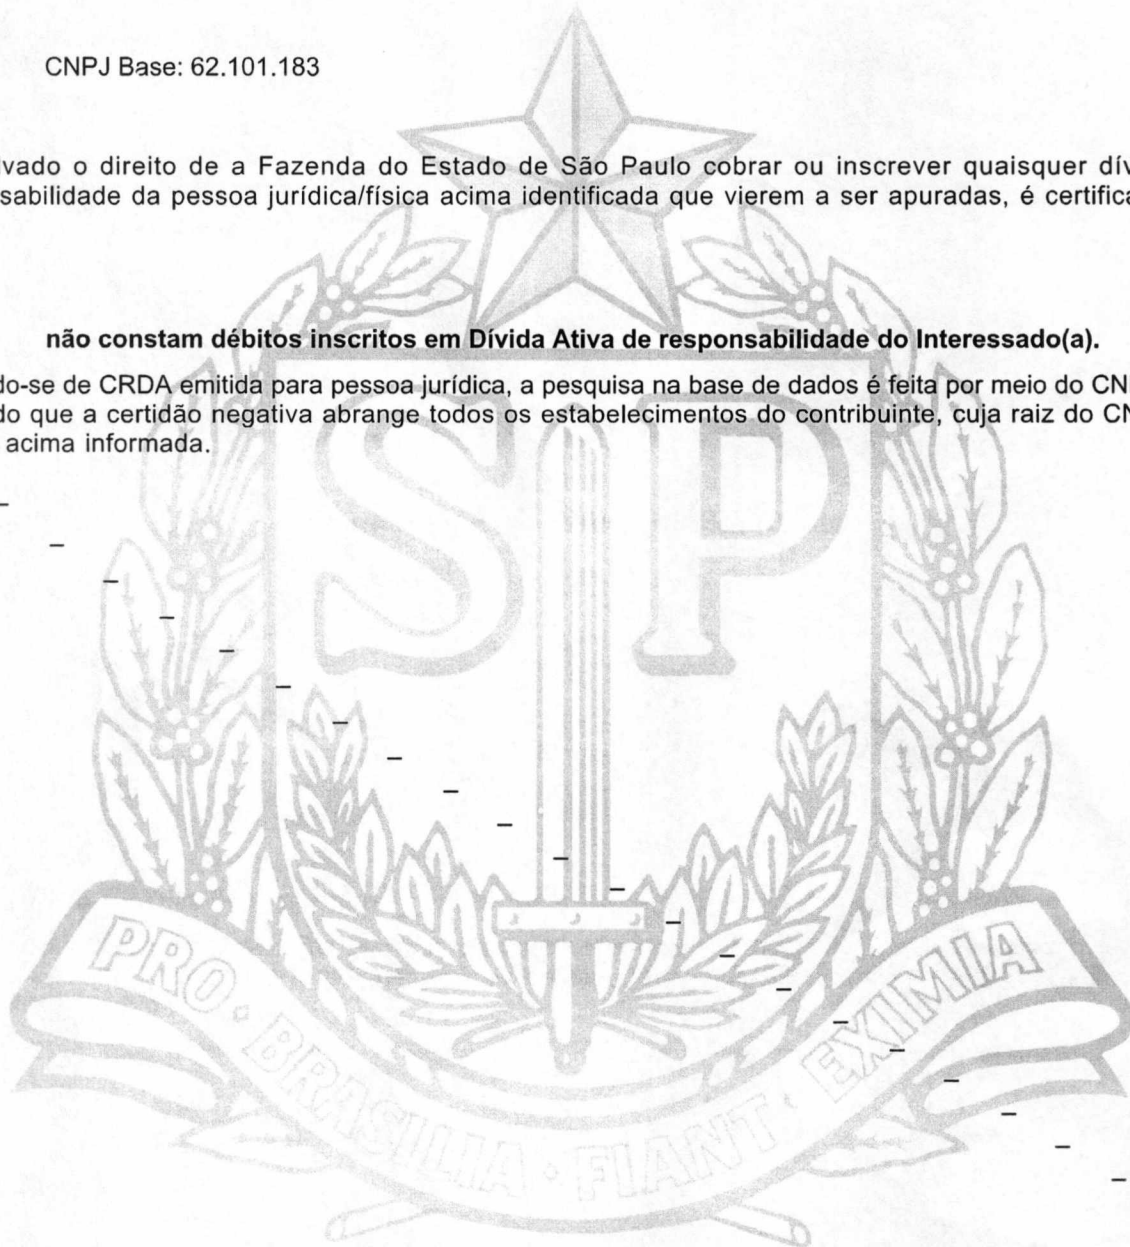 CNPJ Base: 62.101.183
vado o direito de a Fazenda do Estado de São Paulo cobrar ou inscrever quaisquer dív
sabilidade da pessoa jurídica/física acima identificada que vierem a ser apuradas, é certifica
não constam débitos inscritos em Dívida Ativa de responsabilidade do Interessado(a).
do-se de CRDA emitida para pessoa jurídica, a pesquisa na base de dados é feita por meio do CN
do que a certidão negativa abrange todos os estabelecimentos do contribuinte, cuja raiz do CN
acima informada.
SP
PRO · BRASILIA · FIANT · EXIMIA